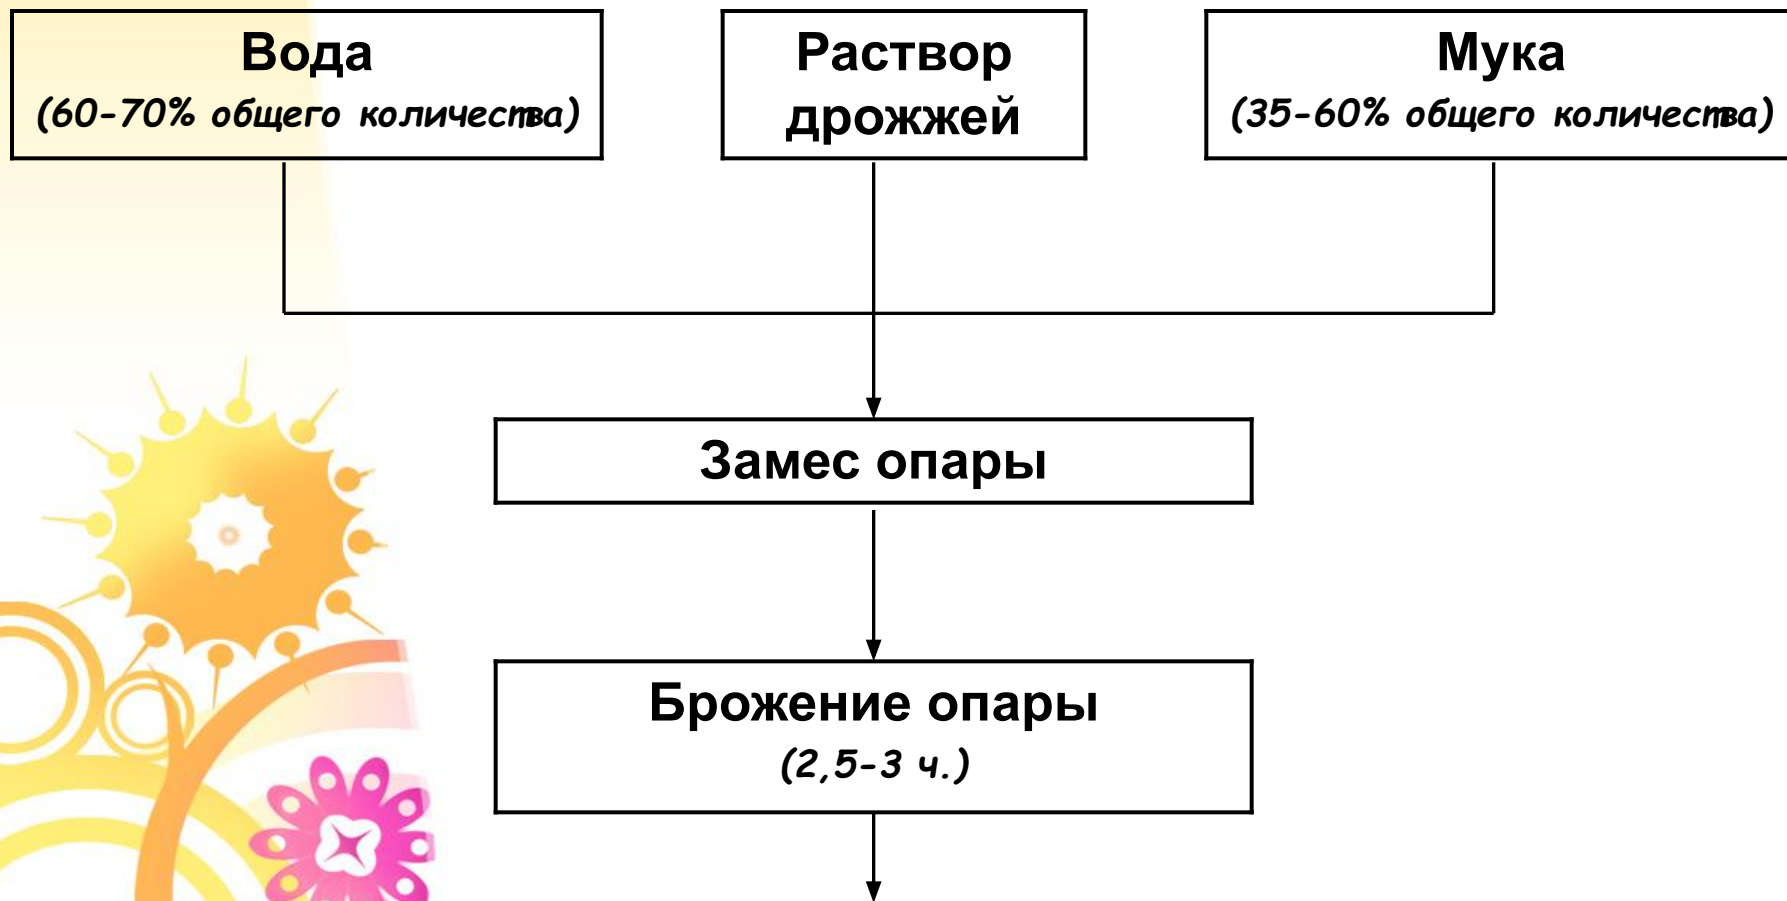 Вода
(60-70% общего количества)
Раствор
дрожжей
Мука
(35-60% общего количества)
Замес опары
Брожение опары
(2,5-3 ч.)